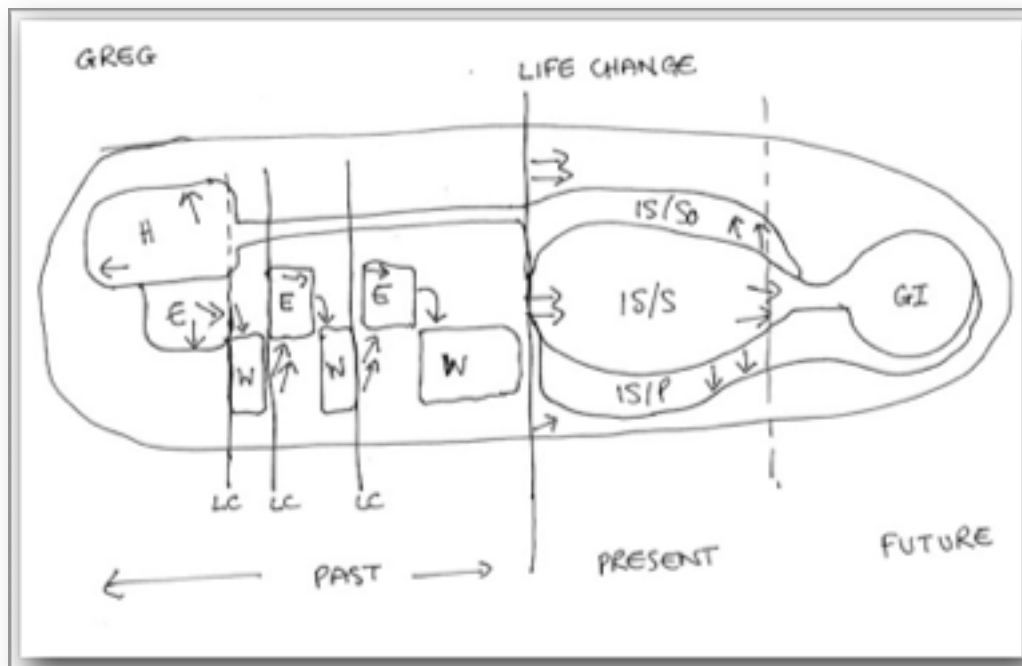 GREG
LIFE CHANGE
H
IS/So
E
E
E
IS/S
GI
W
W
W
IS/P
LC LC LC
PAST
PRESENT
FUTURE